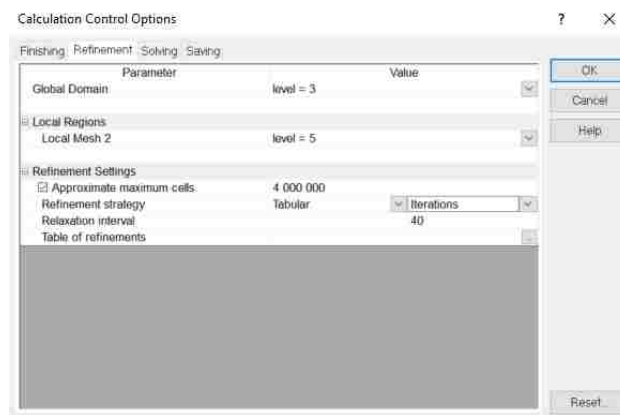 Calculation Control Options ? ×
Finishing Refinement Solving Saving
Parameter Value
Global Domain level = 3
Local Regions
Local Mesh 2 level = 5
Refinement Settings
Approximate maximum cells 4 000 000
Refinement strategy Tabular Iterations
Relaxation interval 40
Table of refinements ...
OK
Cancel
Help
Reset...